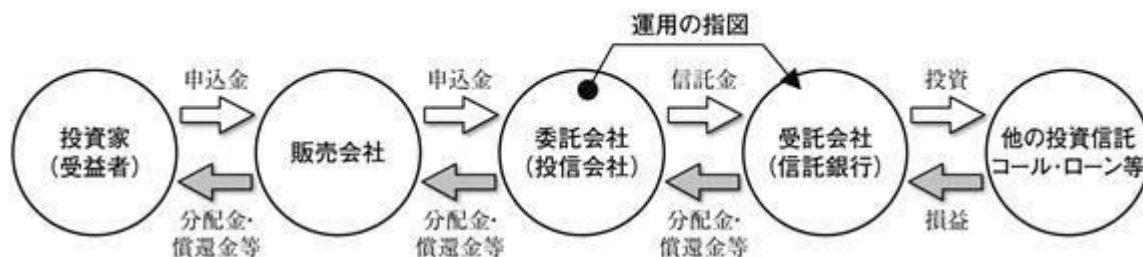 運用の指図
申込金
申込金
信託金
投資
投資家
(受益者)
販売会社
委託会社
(投信会社)
受託会社
(信託銀行)
他の投資信託
コール・ローン等
分配金・
償還金等
分配金・
償還金等
分配金・
償還金等
損益